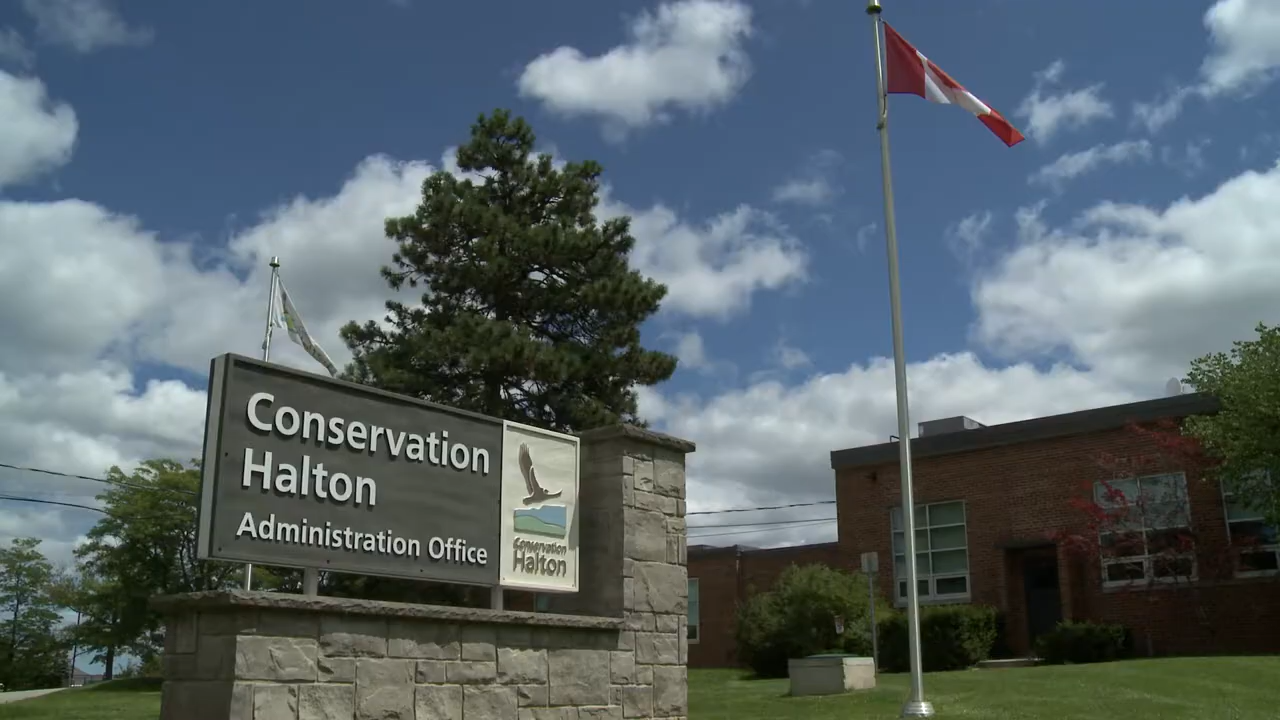 Conservation
Halton
Administration Office
Conservation
Halton